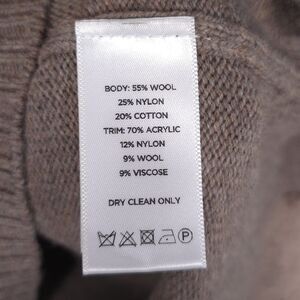 BODY: 55% WOOL
25% NYLON
20% COTTON
TRIM: 70% ACRYLIC
12% NYLON
9% WOOL
9% VISCOSE
DRY CLEAN ONLY
P